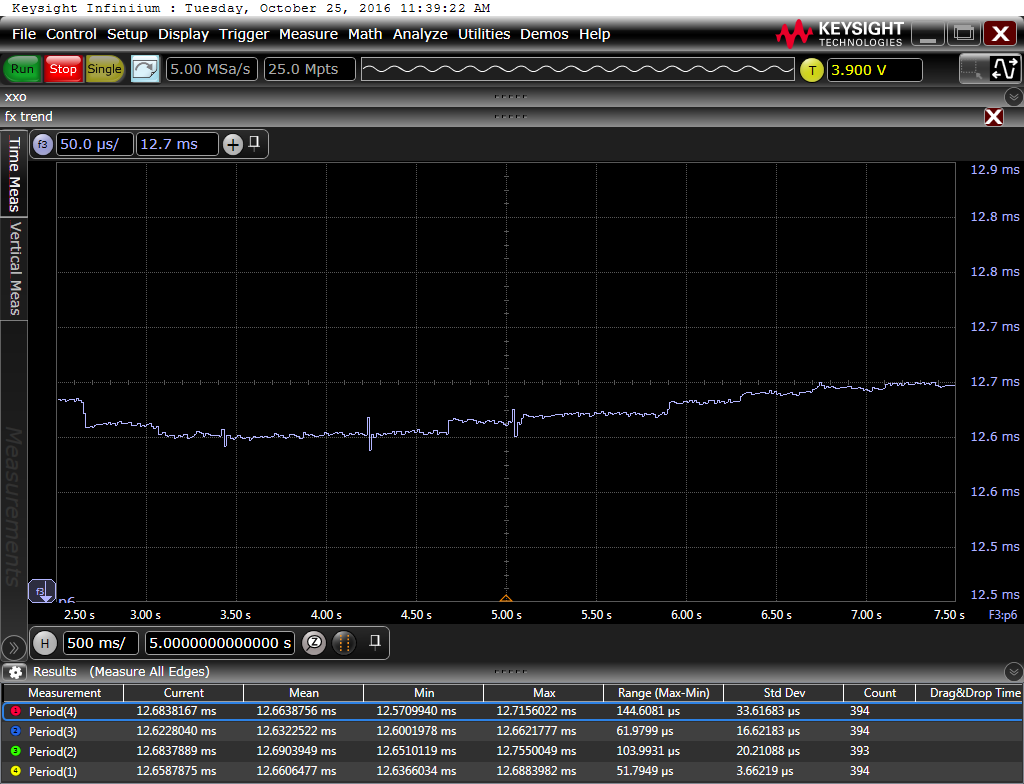 Keysight Infiniium : Tuesday, October 25, 2016 11:39:22 AM
File Control Setup Display Trigger Measure Math Analyze Utilities Demos Help
KEYSIGHT
TECHNOLOGIES
Run Stop Single 5.00 MSa/s 25.0 Mpts T 3.900 V
xxo
fx trend
Time Meas
Vertical Meas
Measurements
f3 50.0 µs/ 12.7 ms
12.9 ms
12.8 ms
12.8 ms
12.7 ms
12.7 ms
12.6 ms
12.6 ms
12.5 ms
12.5 ms
f3 p6
2.50 s 3.00 s 3.50 s 4.00 s 4.50 s 5.00 s 5.50 s 6.00 s 6.50 s 7.00 s 7.50 s F3:p6
H 500 ms/ 5.0000000000000 s Z
Results (Measure All Edges)
Measurement Current Mean Min Max Range (Max-Min) Std Dev Count Drag&Drop Time
1 Period(4) 12.6838167 ms 12.6638756 ms 12.5709940 ms 12.7156022 ms 144.6081 µs 33.61683 µs 394
2 Period(3) 12.6228040 ms 12.6322522 ms 12.6001978 ms 12.6621777 ms 61.9799 µs 16.62183 µs 394
3 Period(2) 12.6837889 ms 12.6903949 ms 12.6510119 ms 12.7550049 ms 103.9931 µs 20.21088 µs 393
4 Period(1) 12.6587875 ms 12.6606477 ms 12.6366034 ms 12.6883982 ms 51.7949 µs 3.66219 µs 394